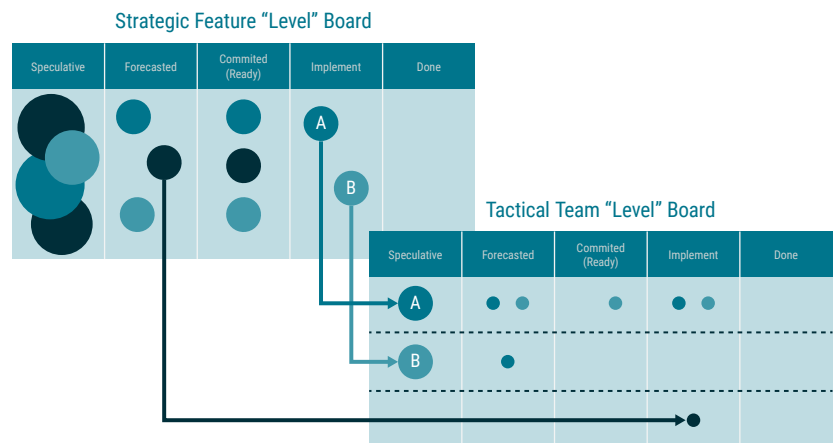 Strategic Feature “Level” Board
Speculative
Forecasted
Commited
(Ready)
Implement
Done
A
B
Tactical Team “Level” Board
Speculative
Forecasted
Commited
(Ready)
Implement
Done
A
B